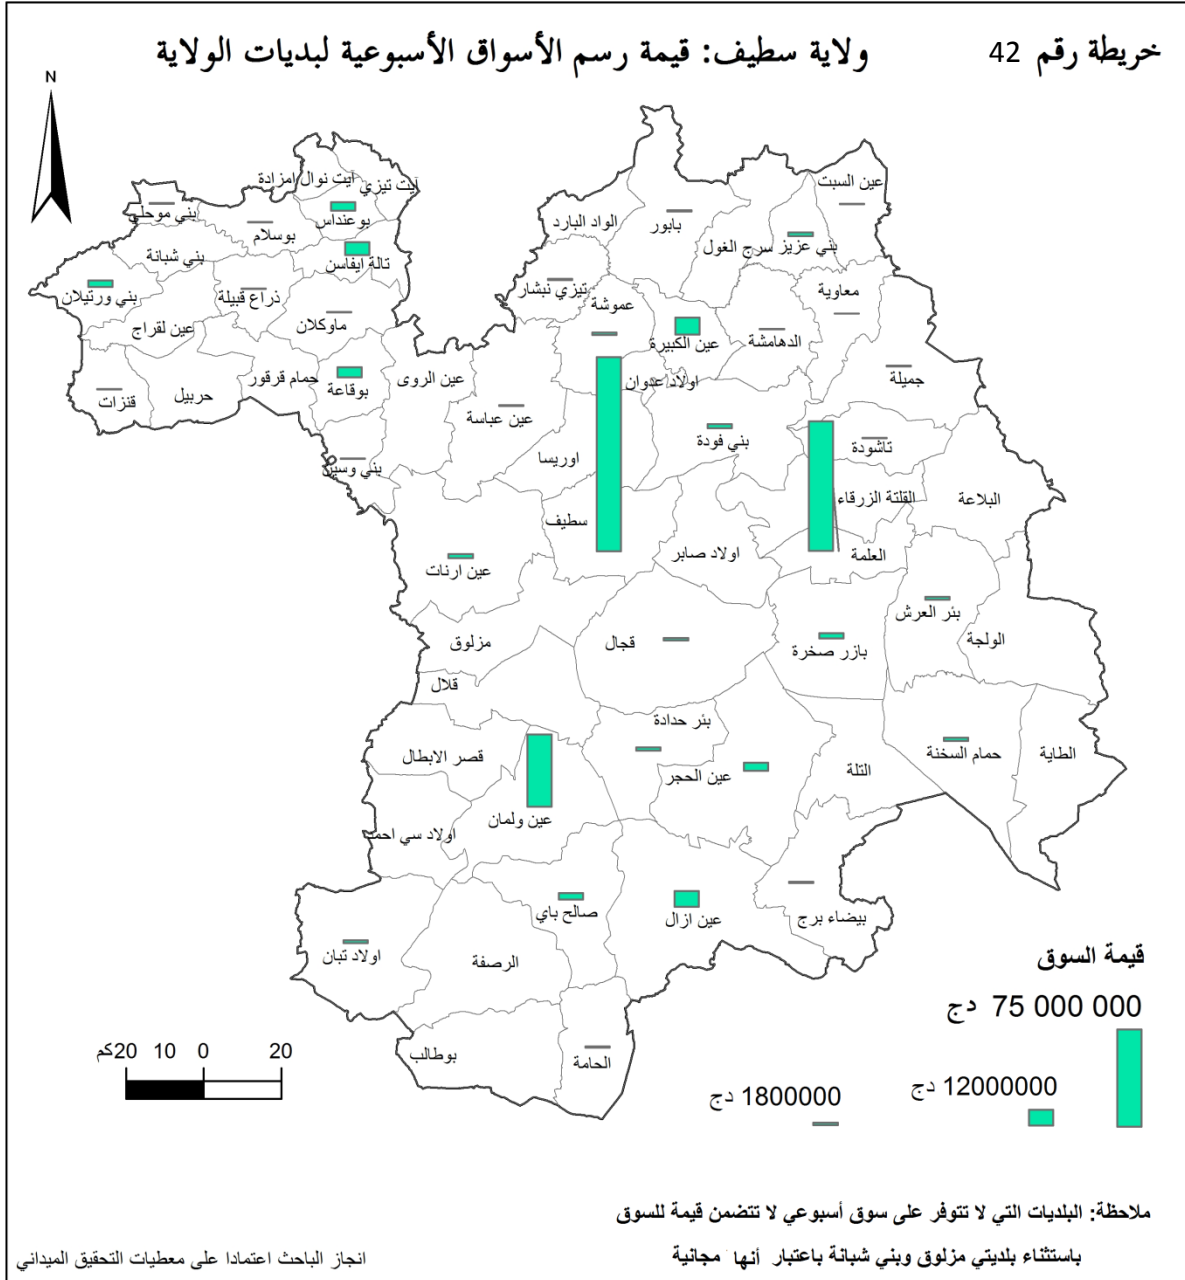 خريطة رقم 42 ولاية سطيف: قيمة رسم الأسواق الأسبوعية لبديات الولاية
N
عين السبت
آيت نوال امزادة
آيت تيزي
بني موحلي
بوسلام
بوعنداس
الواد البارد
بابور
بني عزيز
سرج الغول
بني شبانة
تالة ايفاسن
معاوية
بني ورتيلان
ذراع قبيلة
ماوكلان
تيزي نبشار
عموشة
عين لقراج
عين الكبيرة
الدهامشة
جميلة
قنزات
حربيل
حمام قرقور
بوقاعة
عين الروى
عين عباسة
اولاد عدوان
بني فودة
تاشودة
بني وسين
اوريسا
القلتة الزرقاء
البلاعة
سطيف
عين ارنات
اولاد صابر
العلمة
بئر العرش
الولجة
مزلوق
قجال
بازر صخرة
قلال
بئر حدادة
قصر الابطال
عين الحجر
التلة
حمام السخنة
الطاية
عين ولمان
اولاد سي احمد
صالح باي
عين ازال
بيضاء برج
اولاد تبان
الرصفة
بوطالب
الحامة
قيمة السوق
75 000 000 دج
12000000 دج
1800000 دج
20 0 10 20كم
ملاحظة: البلديات التي لا تتوفر على سوق أسبوعي لا تتضمن قيمة للسوق
باستثناء بلديتي مزلوق وبني شبانة باعتبار أنها مجانية
انجاز الباحث اعتمادا على معطيات التحقيق الميداني